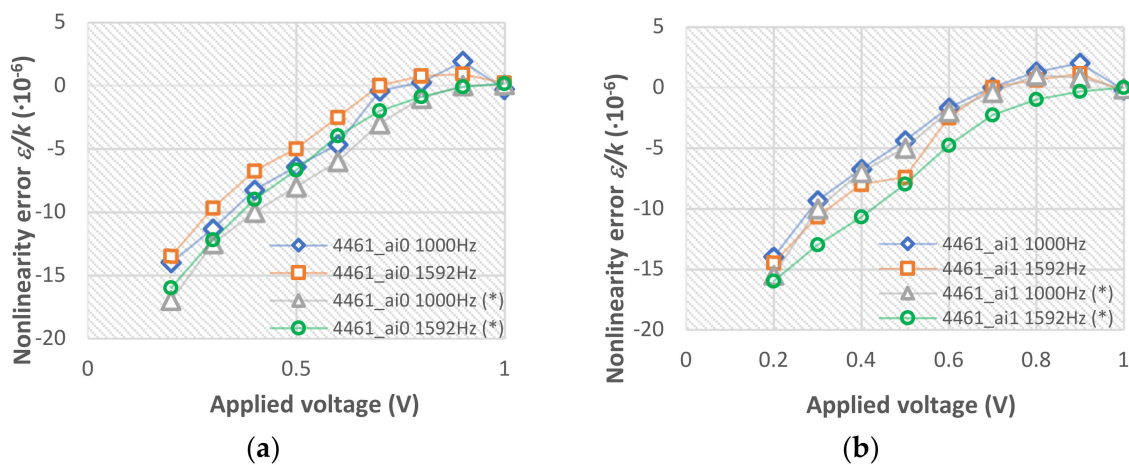 Nonlinearity error ε/k (·10⁻⁶)
5
0
-5
-10
-15
-20
0
0.5
1
4461_ai0 1000Hz
4461_ai0 1592Hz
4461_ai0 1000Hz (*)
4461_ai0 1592Hz (*)
Applied voltage (V)
(a)
Nonlinearity error ε/k (·10⁻⁶)
5
0
-5
-10
-15
-20
0
0.2
0.4
0.6
0.8
1
4461_ai1 1000Hz
4461_ai1 1592Hz
4461_ai1 1000Hz (*)
4461_ai1 1592Hz (*)
Applied voltage (V)
(b)